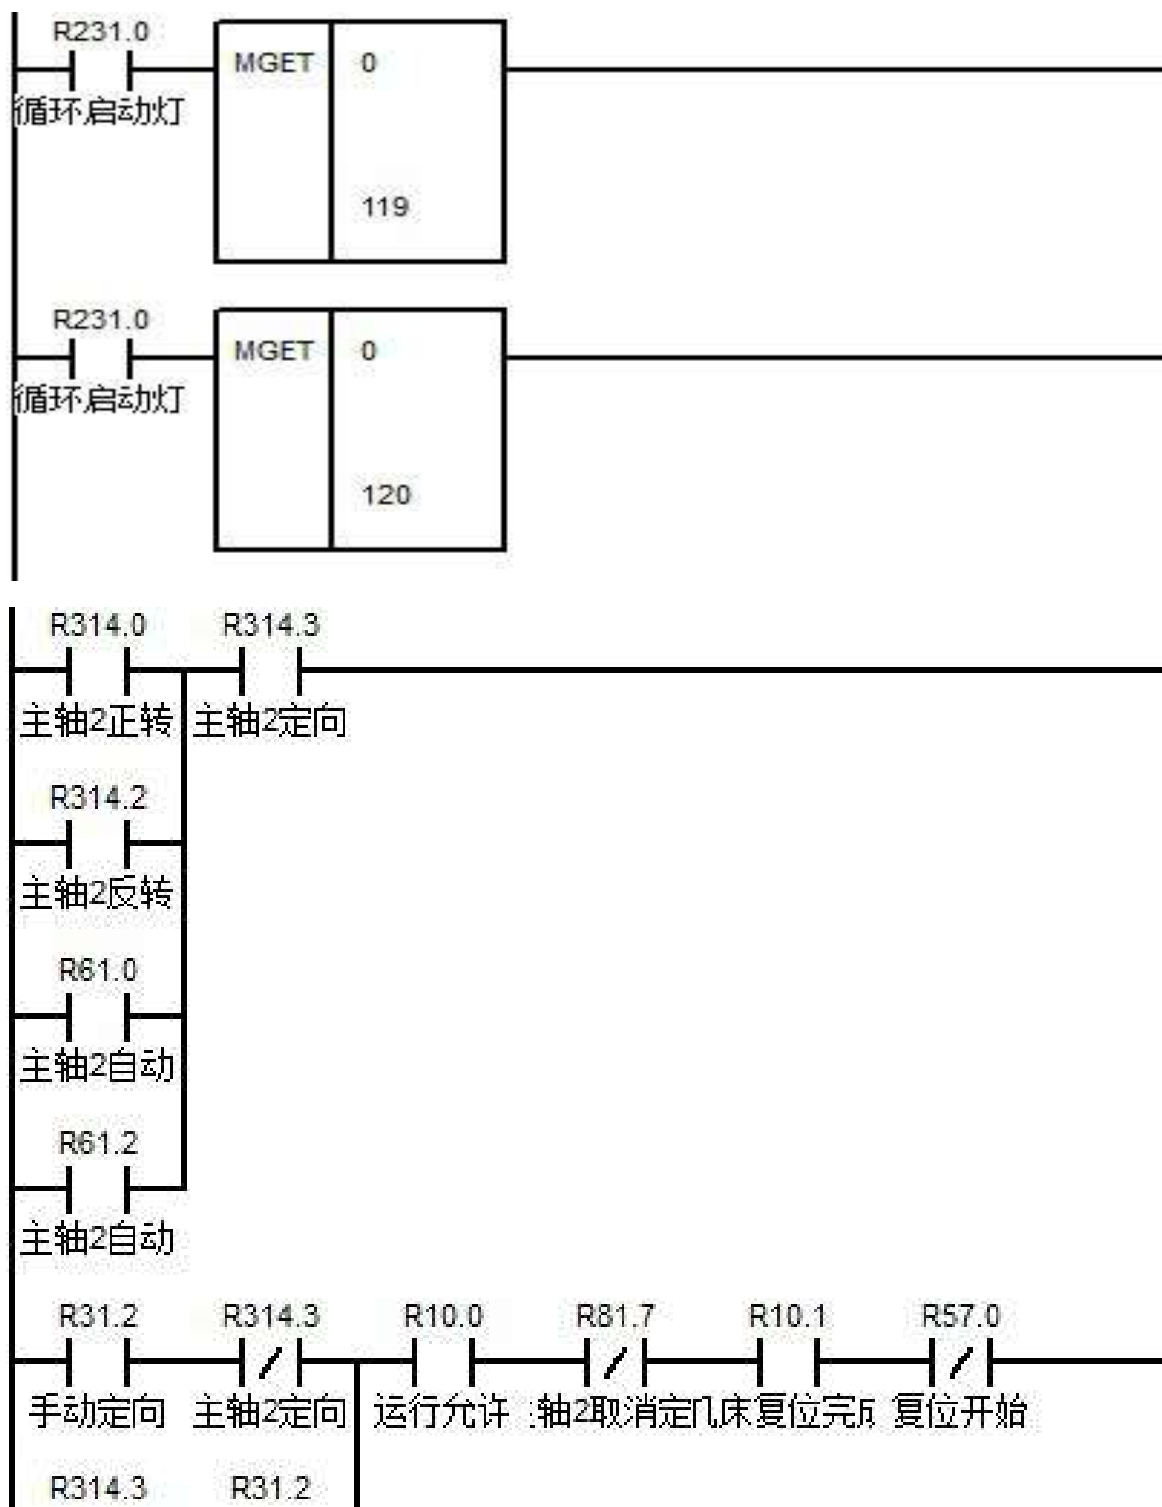 R231.0
MGET 0
循环启动灯
119
R231.0
MGET 0
循环启动灯
120
R314.0 R314.3
主轴2正转 主轴2定向
R314.2
主轴2反转
R61.0
主轴2自动
R61.2
主轴2自动
R31.2 R314.3 R10.0 R81.7 R10.1 R57.0
手动定向 主轴2定向 运行允许 轴2取消定 床复位完 复位开始
R314.3 R31.2